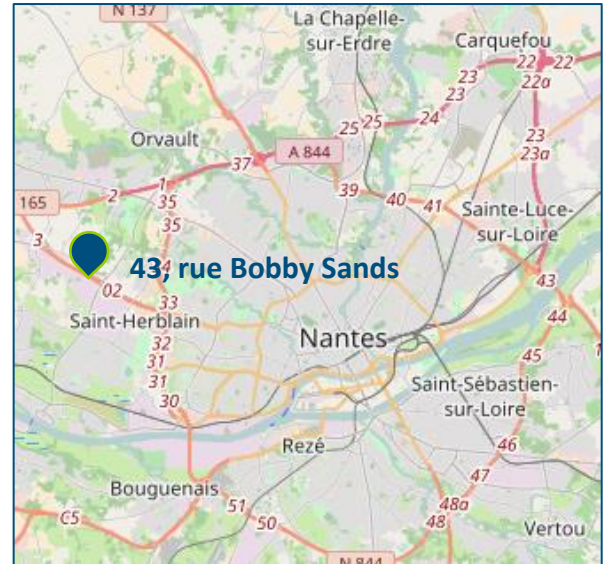 N 137
La Chapelle-
sur-Erdre
Carquefou
22
22
22a
23
23
25
25
24
23
23a
Orvault
A 844
37
1
2
39
40
41
35
35
165
3
Sainte-Luce-
sur-Loire
43, rue Bobby Sands
4
02
43
33
44
Saint-Herblain
Nantes
32
31
31
45
30
Saint-Sébastien-
sur-Loire
Rezé
46
47
Bouguenais
51
50
48a
48
C5
Vertou
N 844